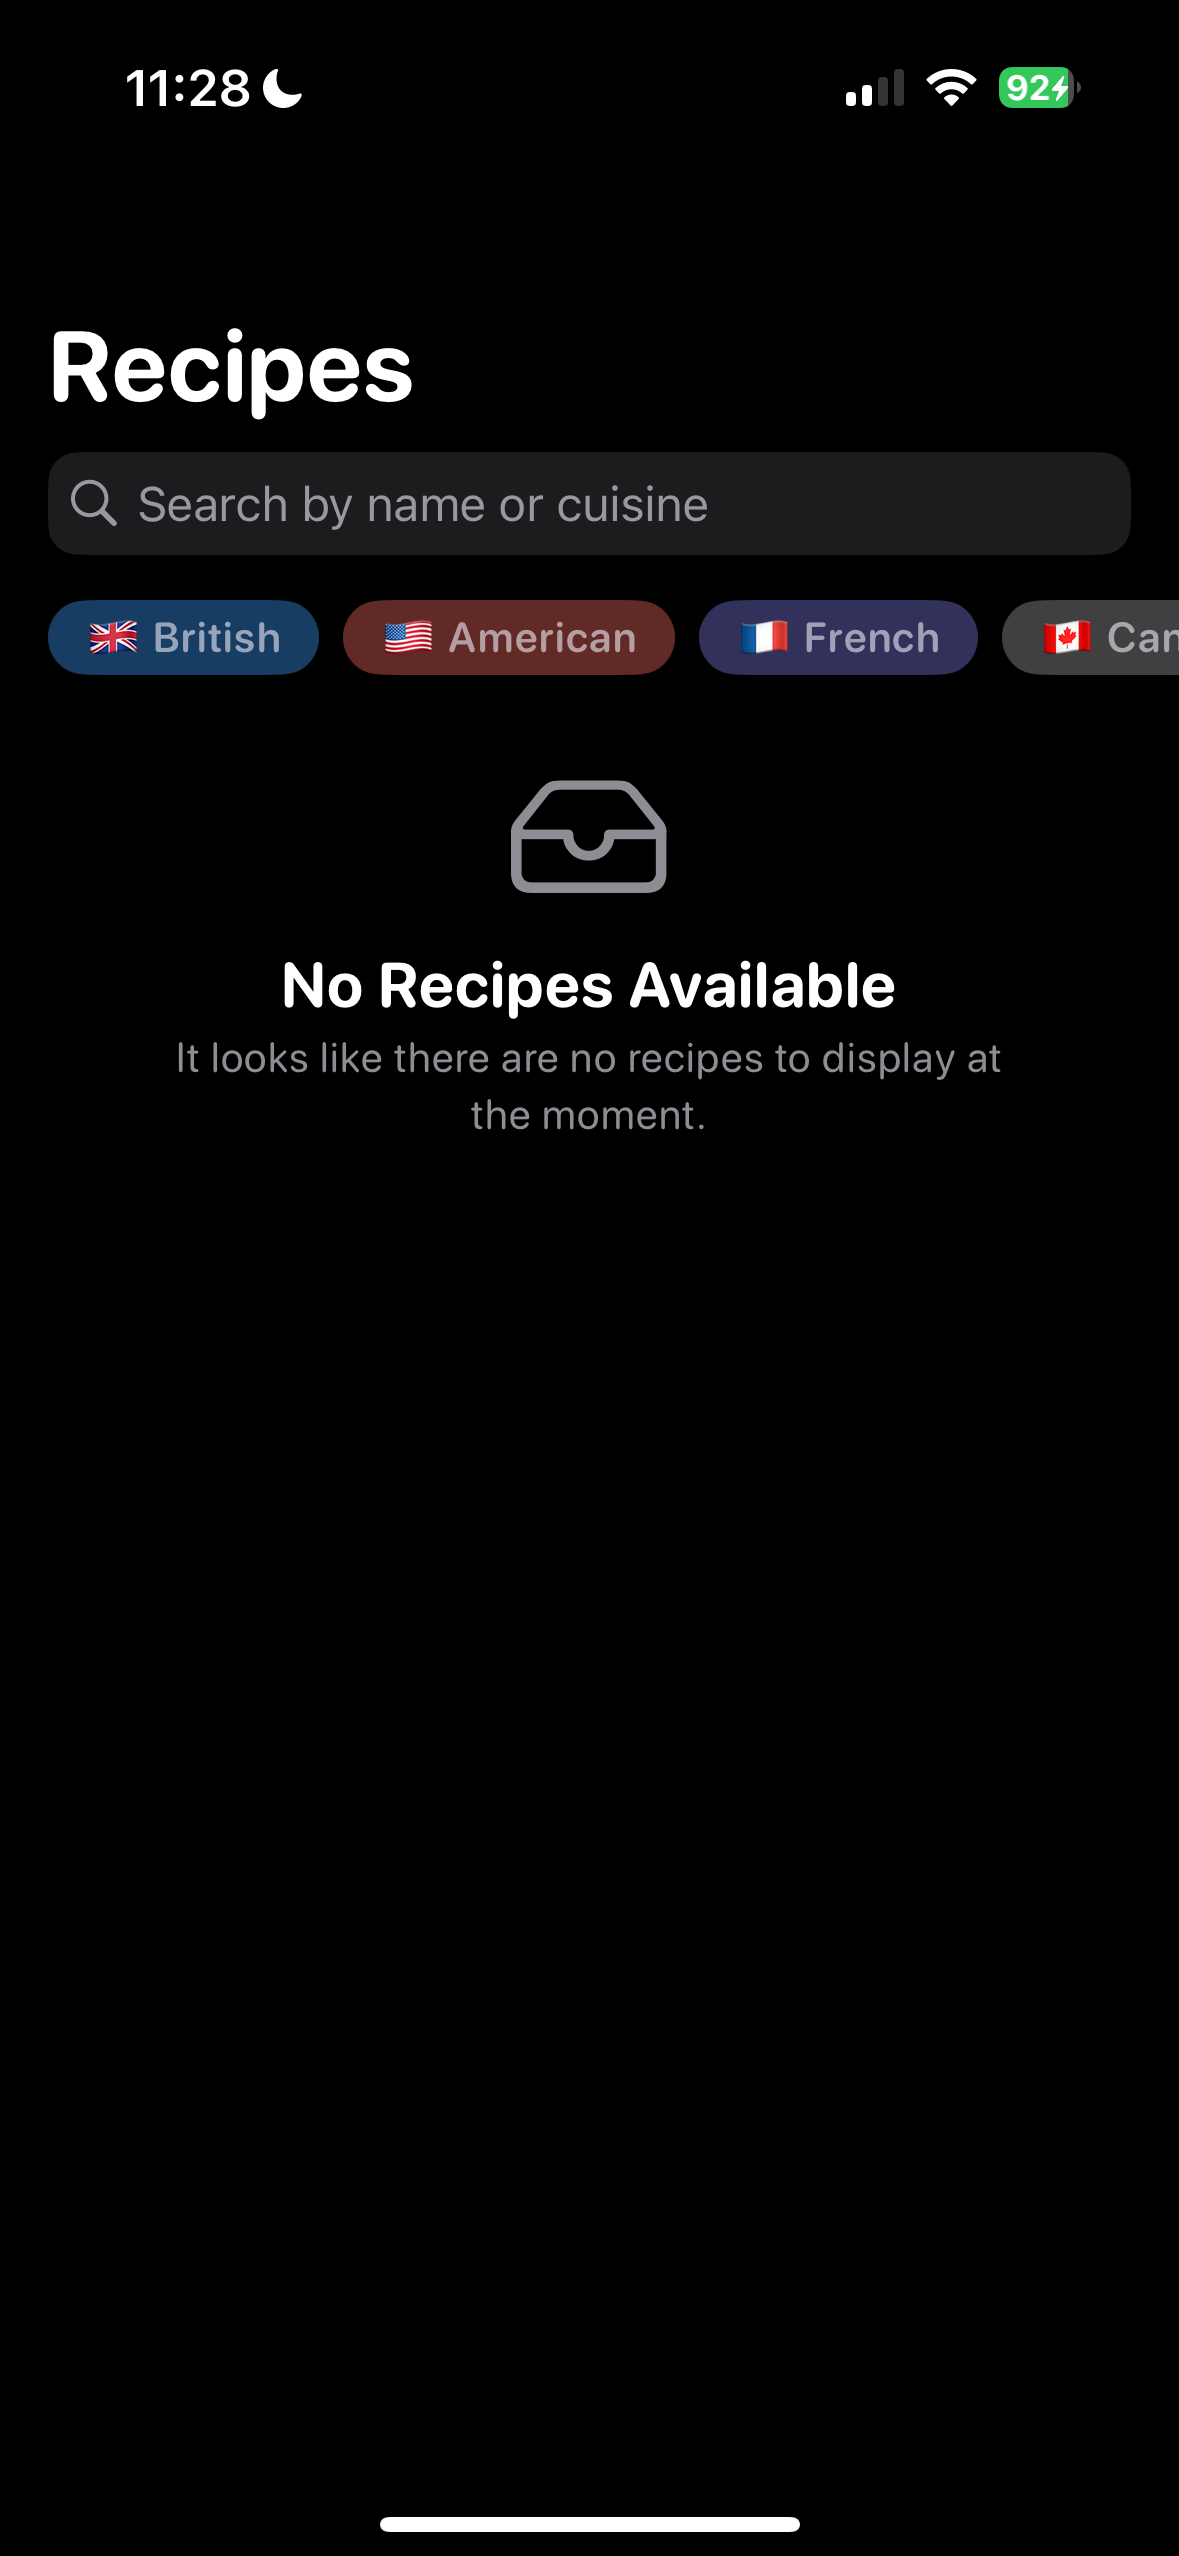 11:28
92
Recipes
Search by name or cuisine
British
American
French
Can
No Recipes Available
It looks like there are no recipes to display at
the moment.